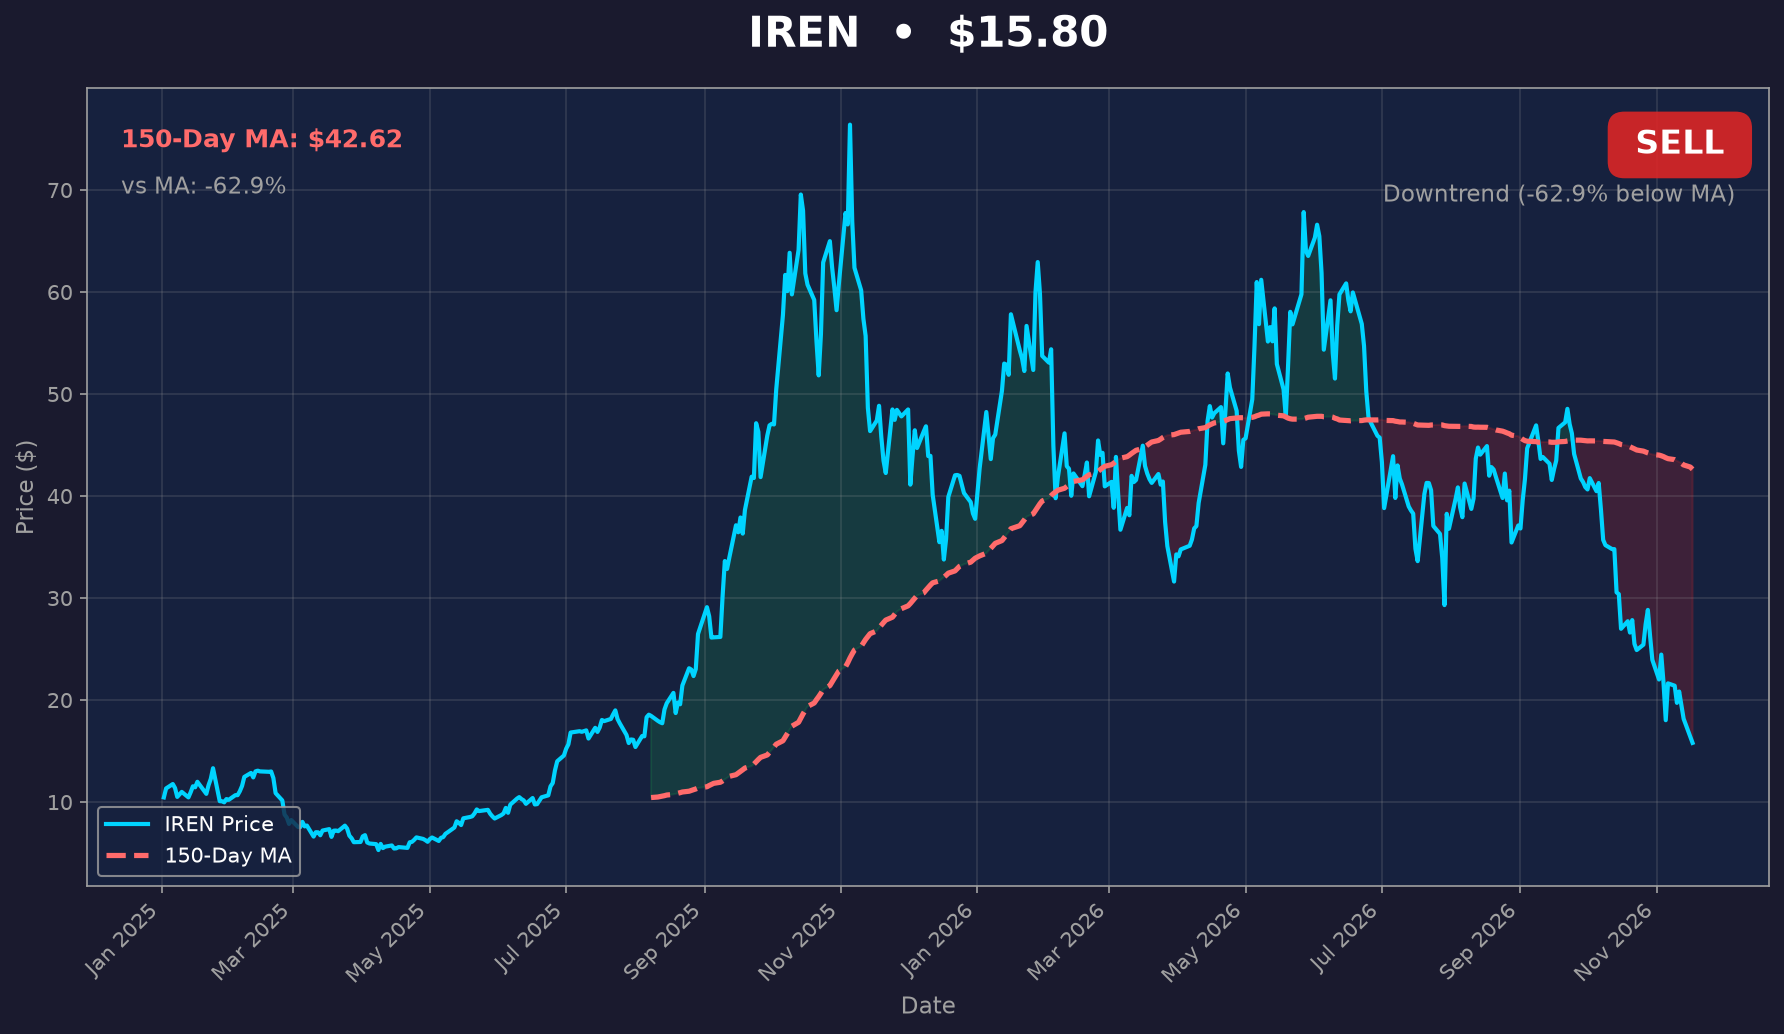 IREN • $15.80
150-Day MA: $42.62
vs MA: -62.9%
SELL
Downtrend (-62.9% below MA)
Price ($)
70
60
50
40
30
20
10
IREN Price
150-Day MA
Jan 2025
Mar 2025
May 2025
Jul 2025
Sep 2025
Nov 2025
Jan 2026
Mar 2026
May 2026
Jul 2026
Sep 2026
Nov 2026
Date